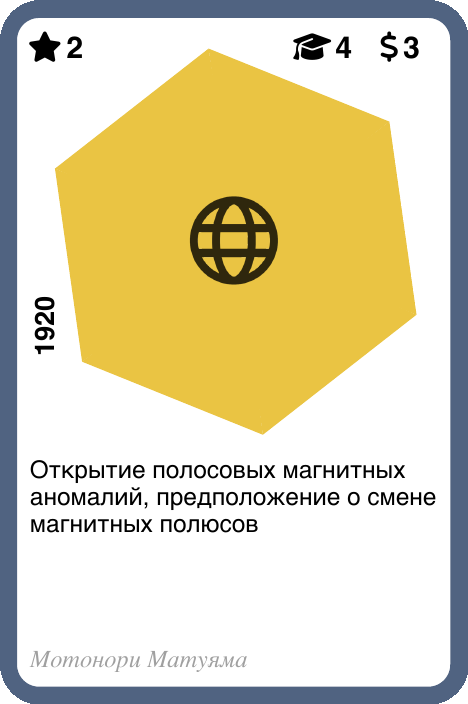 2
4
$3
1920
Открытие полосовых магнитных
аномалий, предположение о смене
магнитных полюсов
Мотонори Матуяма